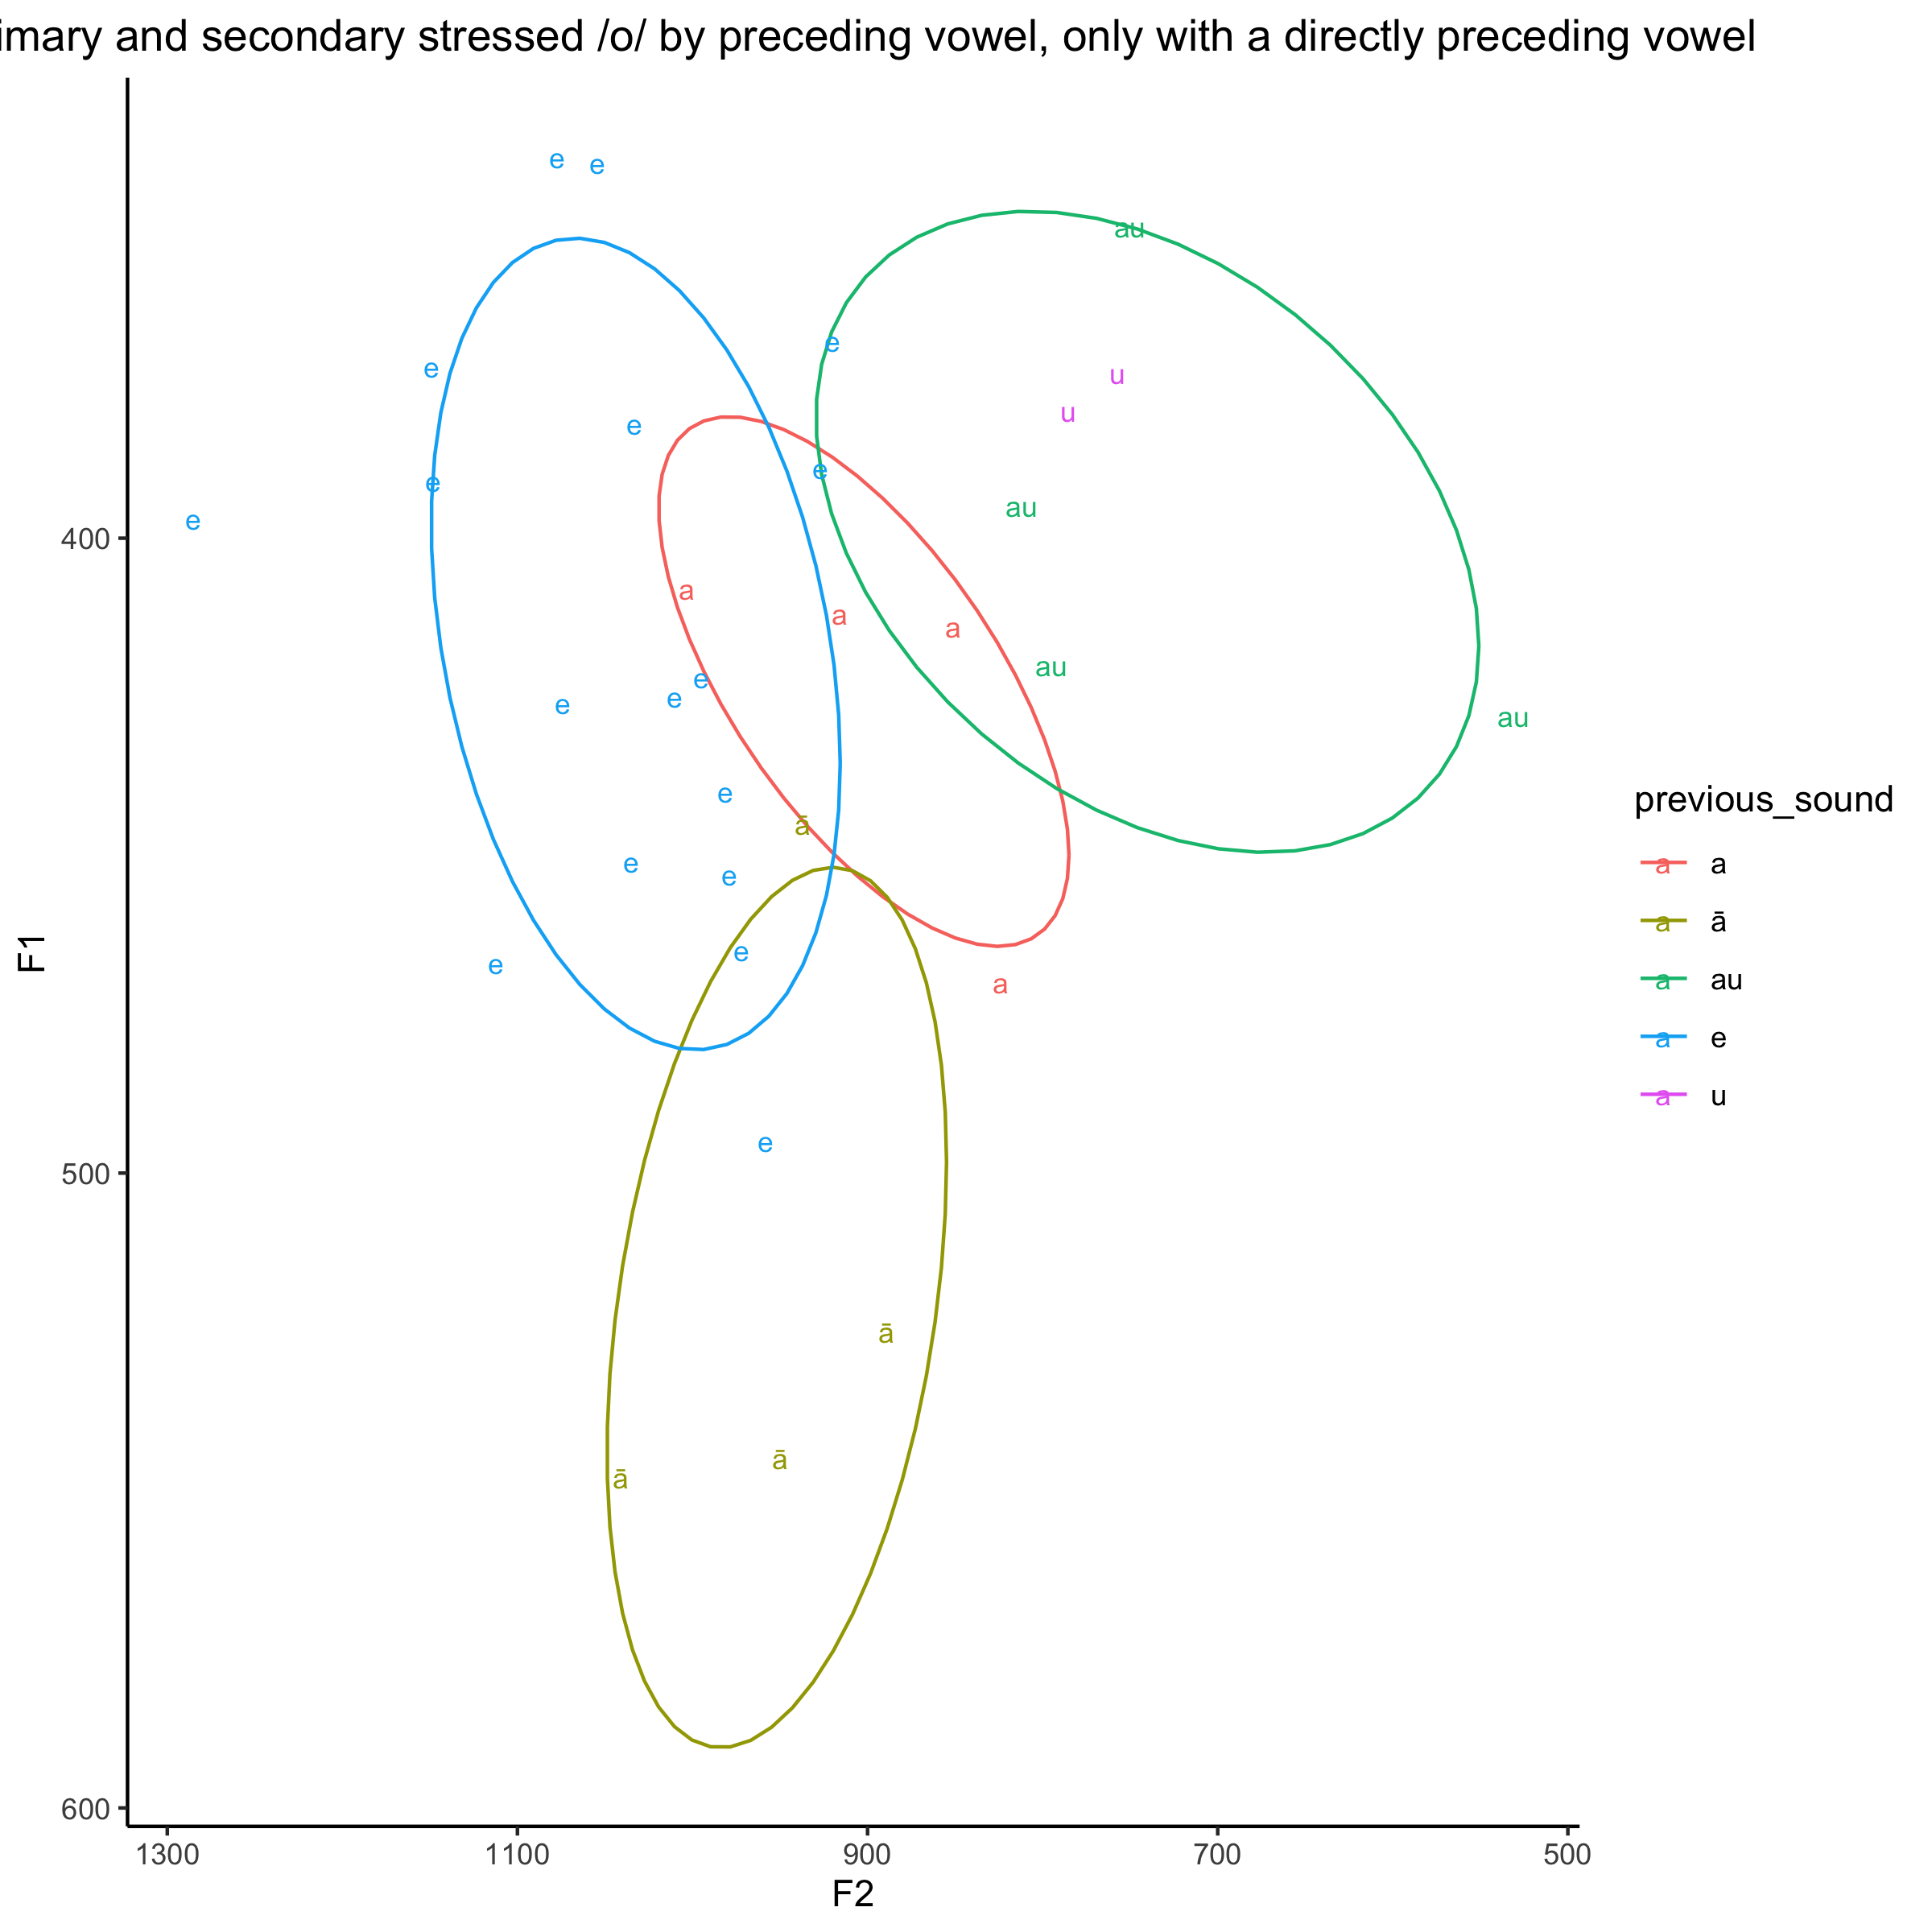 imary and secondary stressed /o/ by preceding vowel, only with a directly preceding vowel
e e
au
e
e
u
u
e
e
e
au
e
400
a
a
a
au
e
e
e
au
e
ā
e
e
e
e
a
F1
previous_sound
a a
a ā
a au
a e
a u
500
e
ā
ā
ā
600
1300 1100 900 700 500
F2